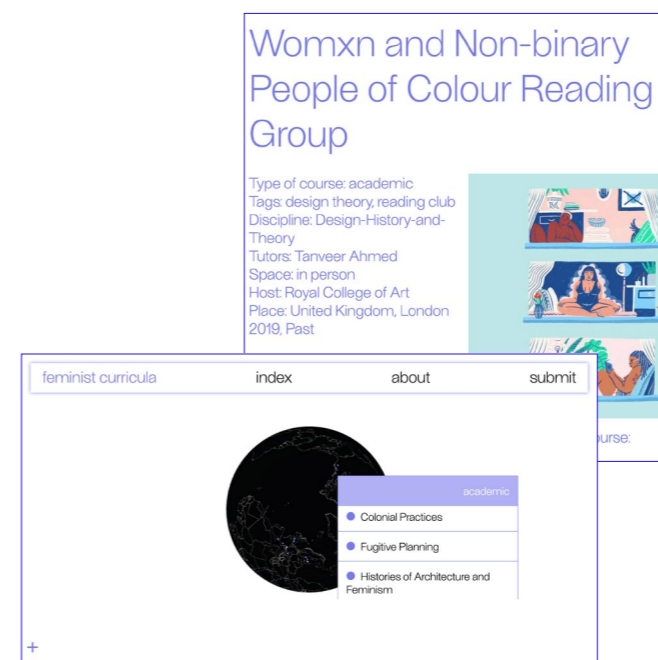 Womxn and Non-binary
People of Colour Reading
Group
Type of course: academic
Tags: design theory, reading club
Discipline: Design-History-and-
Theory
Tutors: Tanveer Ahmed
Space: in person
Host: Royal College of Art
Place: United Kingdom, London
2019, Past
feminist curricula index about submit
academic
Colonial Practices
Fugitive Planning
Histories of Architecture and
Feminism
+